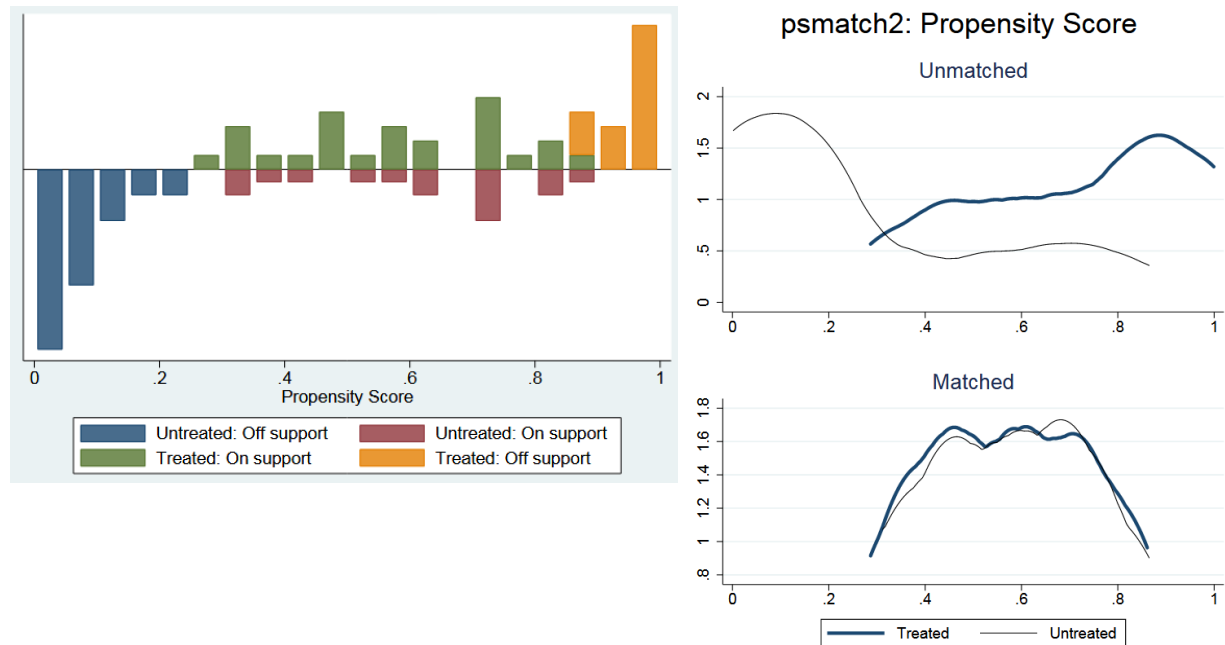 0 .2 .4 .6 .8 1
Propensity Score
Untreated: Off support Untreated: On support
Treated: On support Treated: Off support
psmatch2: Propensity Score
Unmatched
2
1.5
1
.5
0
0 .2 .4 .6 .8 1
Matched
1.8
1.6
1.4
1.2
1
.8
0 .2 .4 .6 .8 1
Treated Untreated